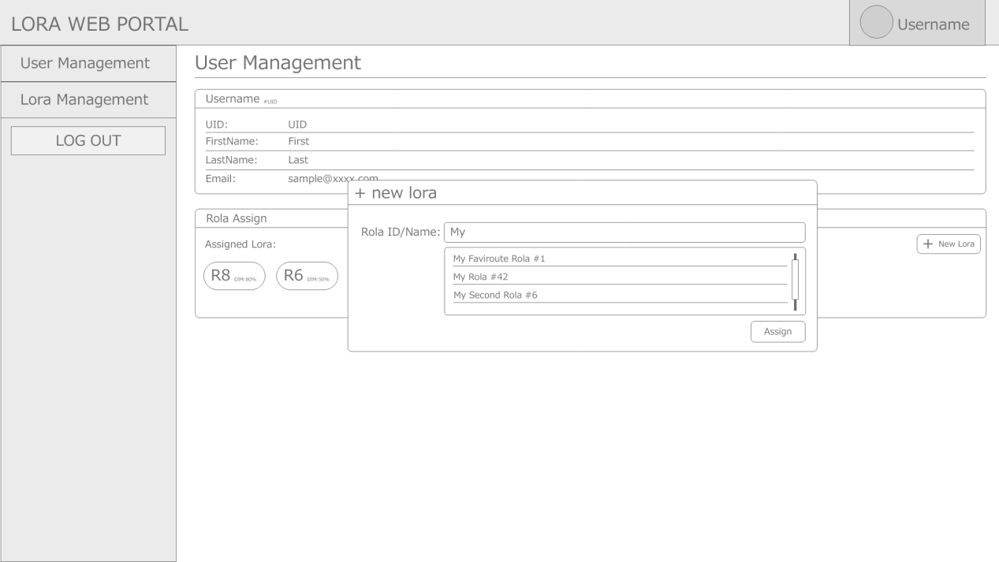 LORA WEB PORTAL
Username
User Management
Lora Management
LOG OUT
User Management
Username #UID
UID: UID
FirstName: First
LastName: Last
Email: sample@xxxx.com
Rola Assign
Assigned Lora:
R8 DIM:80%
R6 DIM:50%
+ New Lora
+ new lora
Rola ID/Name: My
My Faviroute Rola #1
My Rola #42
My Second Rola #6
Assign